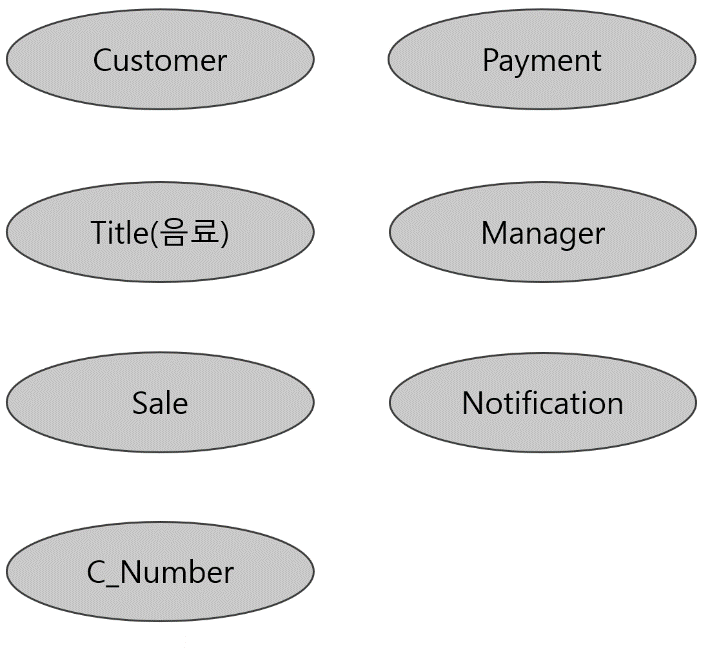 Customer
Payment
Title(음료)
Manager
Sale
Notification
C_Number